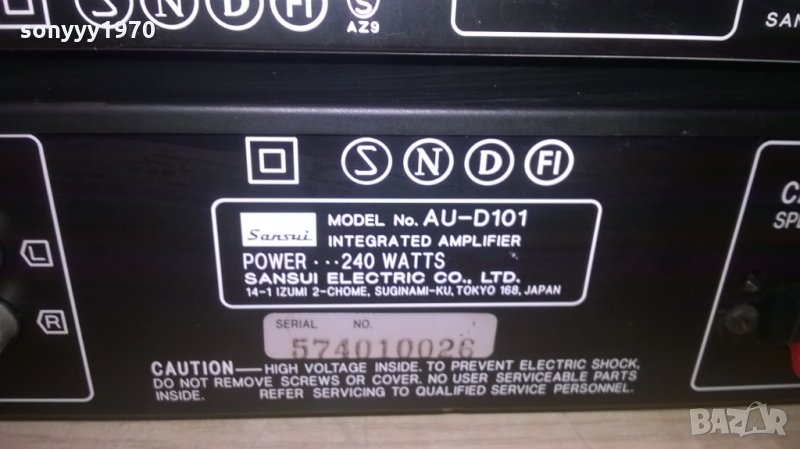 sonyyy1970
S N D FI
S
AZ9
SAN
S N D FI
Sansui
MODEL No. AU-D101
INTEGRATED AMPLIFIER
POWER ··· 240 WATTS
SANSUI ELECTRIC CO., LTD.
14-1 IZUMI 2-CHOME, SUGINAMI-KU, TOKYO 168, JAPAN
SPE
L
R
SERIAL NO.
574010026
CAUTION — HIGH VOLTAGE INSIDE. TO PREVENT ELECTRIC SHOCK,
DO NOT REMOVE SCREWS OR COVER. NO USER SERVICEABLE PARTS
INSIDE. REFER SERVICING TO QUALIFIED SERVICE PERSONNEL.
bazar